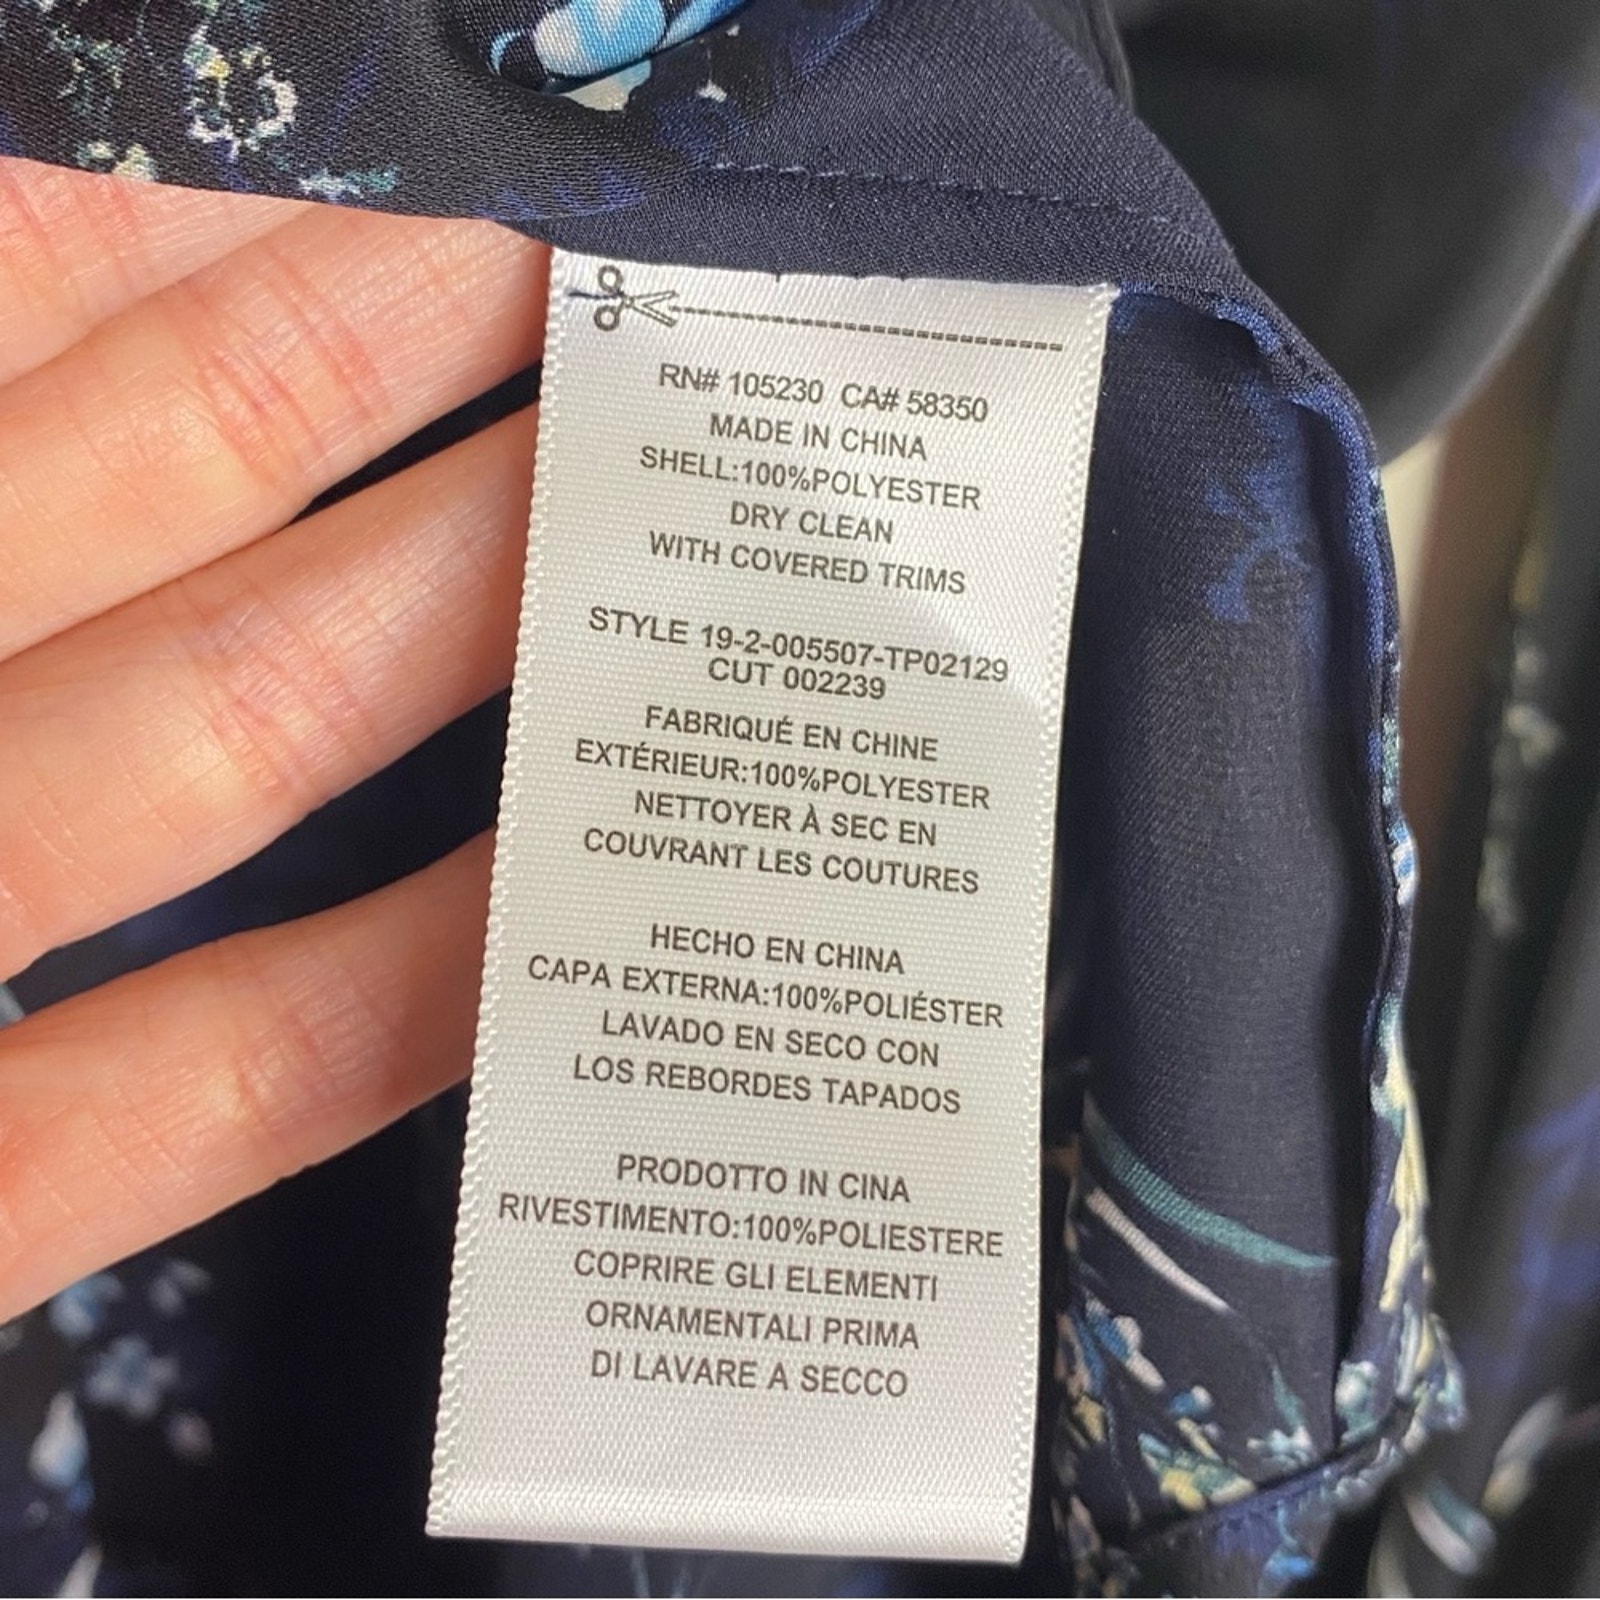 RN# 105230 CA# 58350
MADE IN CHINA
SHELL:100%POLYESTER
DRY CLEAN
WITH COVERED TRIMS
STYLE 19-2-005507-TP02129
CUT 002239
FABRIQUÉ EN CHINE
EXTÉRIEUR:100%POLYESTER
NETTOYER À SEC EN
COUVRANT LES COUTURES
HECHO EN CHINA
CAPA EXTERNA:100%POLIÉSTER
LAVADO EN SECO CON
LOS REBORDES TAPADOS
PRODOTTO IN CINA
RIVESTIMENTO:100%POLIESTERE
COPRIRE GLI ELEMENTI
ORNAMENTALI PRIMA
DI LAVARE A SECCO